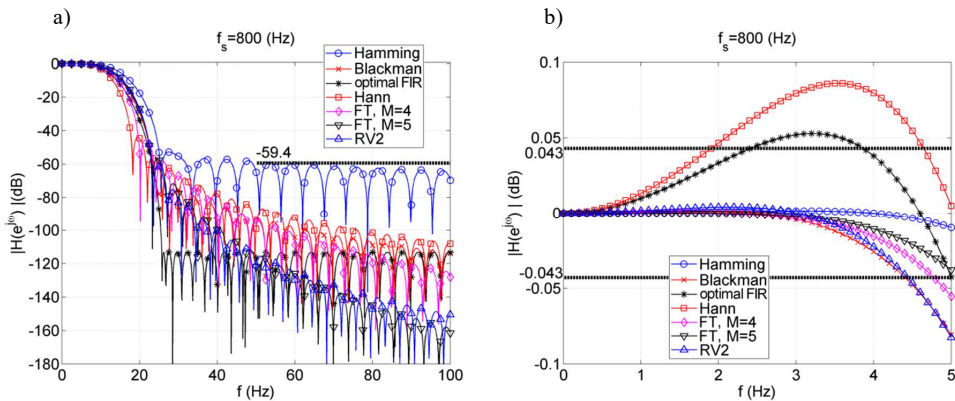 a)
f_s=800 (Hz)
|H(e^{jω})| (dB)
0
-20
-40
-60
-80
-100
-120
-140
-160
-180
Hamming
Blackman
optimal FIR
Hann
FT, M=4
FT, M=5
RV2
-59.4
0 20 40 60 80 100
f (Hz)
b)
f_s=800 (Hz)
|H(e^{jω}) | (dB)
0.1
0.05
0.043
0
-0.043
-0.05
-0.1
Hamming
Blackman
optimal FIR
Hann
FT, M=4
FT, M=5
RV2
0 1 2 3 4 5
f (Hz)